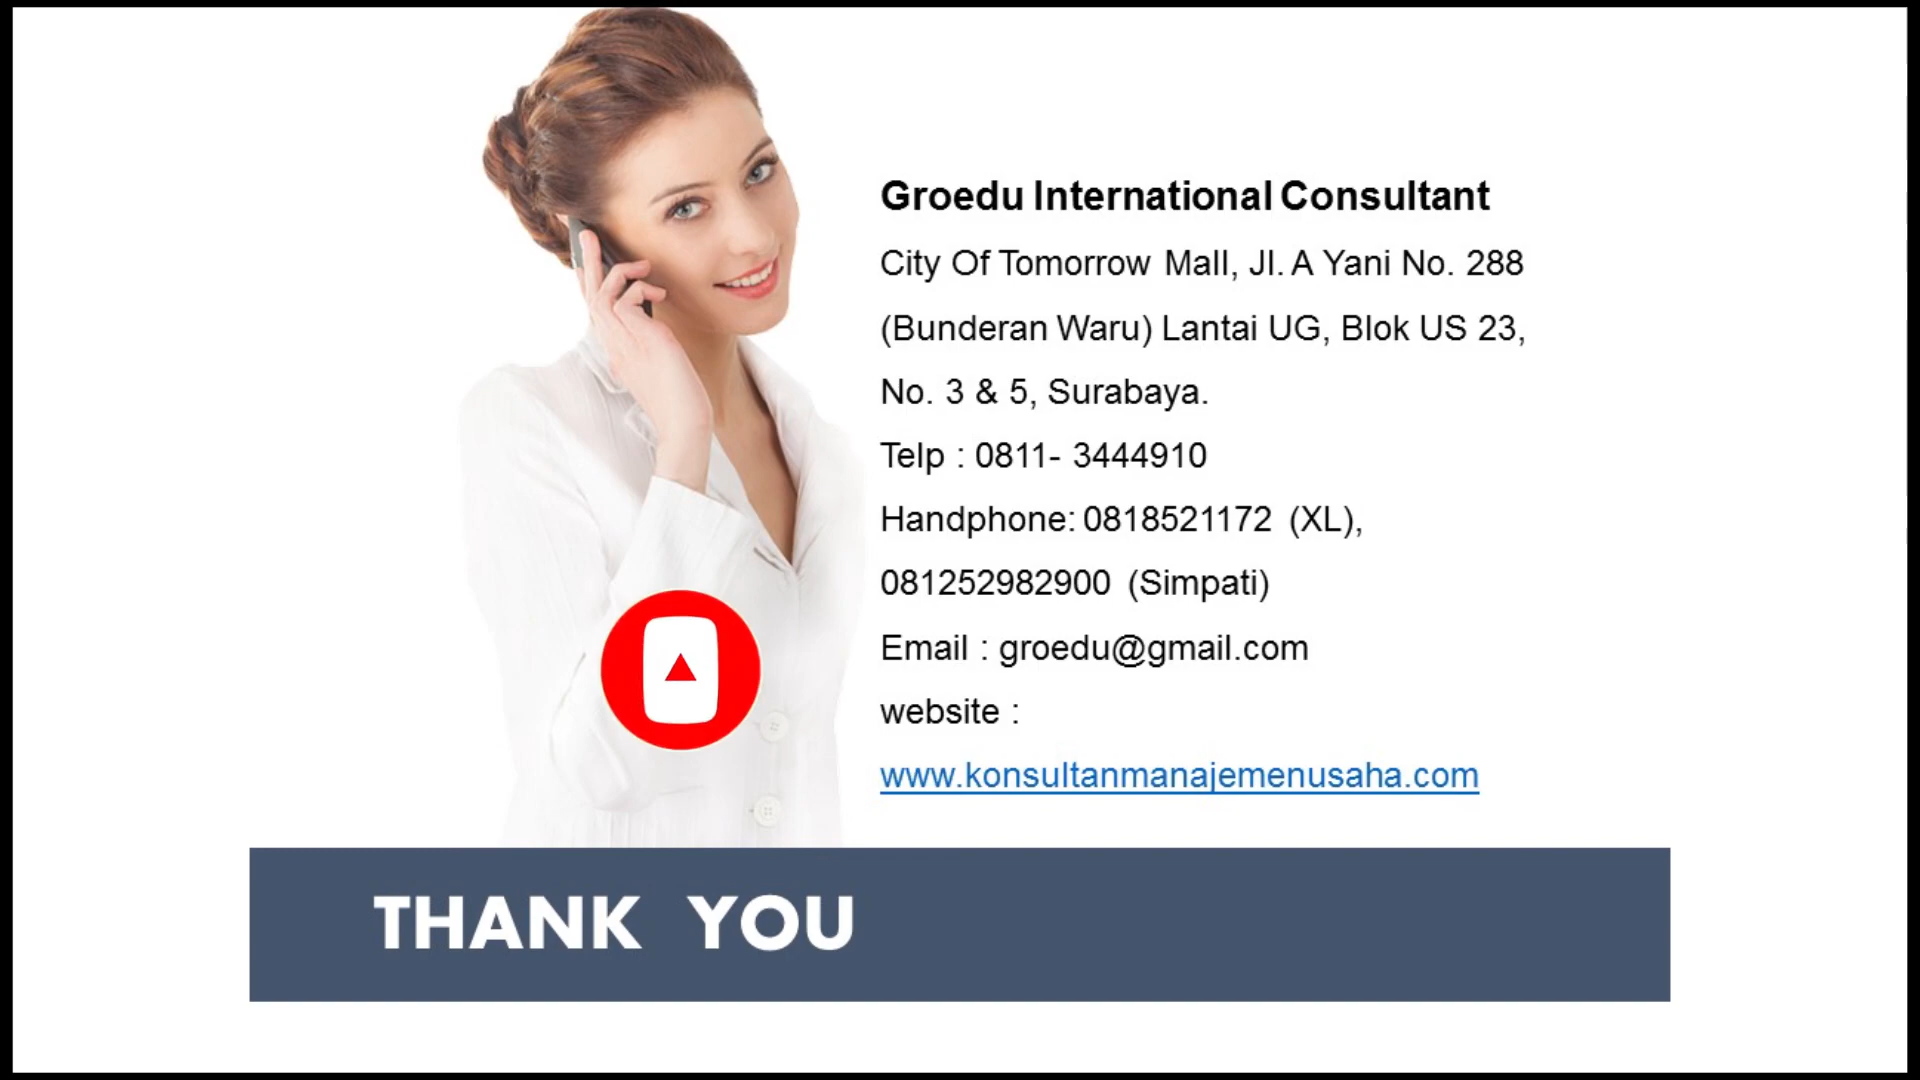 Groedu International Consultant
City Of Tomorrow Mall, Jl. A Yani No. 288
(Bunderan Waru) Lantai UG, Blok US 23,
No. 3 & 5, Surabaya.
Telp : 0811- 3444910
Handphone: 0818521172 (XL),
081252982900 (Simpati)
Email : groedu@gmail.com
website :
www.konsultanmanajemenusaha.com
THANK YOU